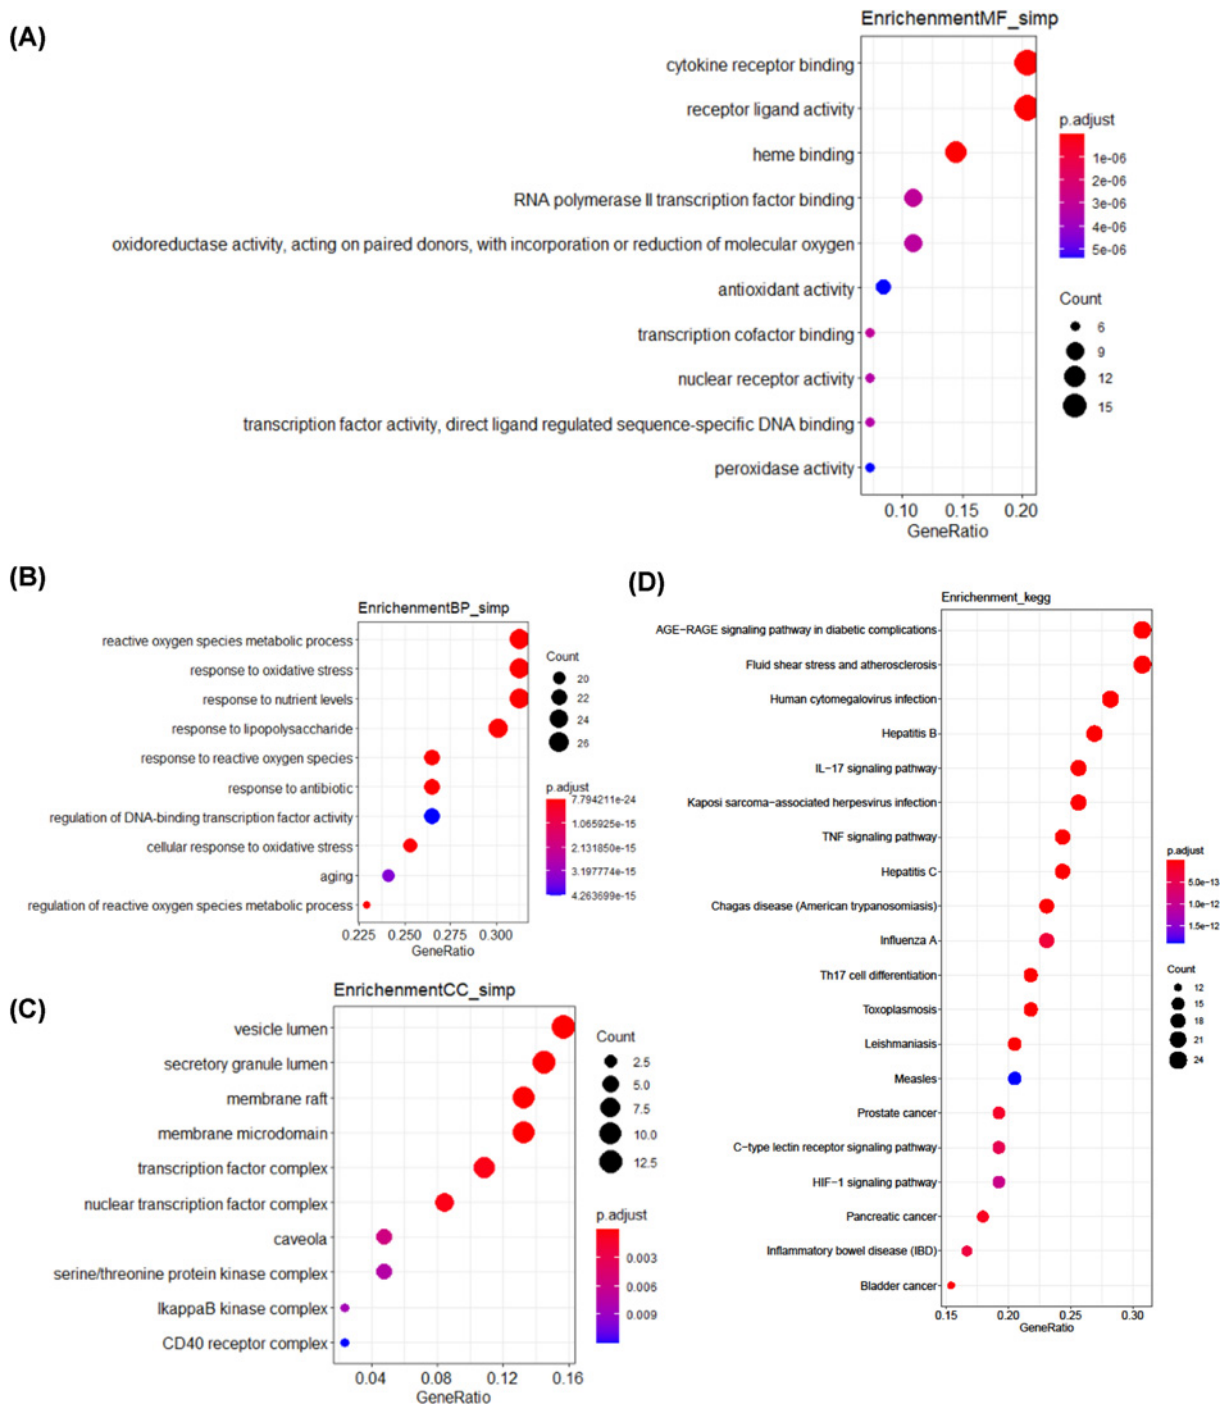 (A)
EnrichenmentMF_simp
cytokine receptor binding
receptor ligand activity
heme binding
RNA polymerase II transcription factor binding
oxidoreductase activity, acting on paired donors, with incorporation or reduction of molecular oxygen
antioxidant activity
transcription cofactor binding
nuclear receptor activity
transcription factor activity, direct ligand regulated sequence-specific DNA binding
peroxidase activity
0.10 0.15 0.20
GeneRatio
p.adjust
1e-06
2e-06
3e-06
4e-06
5e-06
Count
6
9
12
15
(B)
EnrichenmentBP_simp
reactive oxygen species metabolic process
response to oxidative stress
response to nutrient levels
response to lipopolysaccharide
response to reactive oxygen species
response to antibiotic
regulation of DNA-binding transcription factor activity
cellular response to oxidative stress
aging
regulation of reactive oxygen species metabolic process
0.225 0.250 0.275 0.300
GeneRatio
Count
20
22
24
26
p.adjust
7.794211e-24
1.065925e-15
2.131850e-15
3.197774e-15
4.263699e-15
(C)
EnrichenmentCC_simp
vesicle lumen
secretory granule lumen
membrane raft
membrane microdomain
transcription factor complex
nuclear transcription factor complex
caveola
serine/threonine protein kinase complex
IkappaB kinase complex
CD40 receptor complex
0.04 0.08 0.12 0.16
GeneRatio
Count
2.5
5.0
7.5
10.0
12.5
p.adjust
0.003
0.006
0.009
(D)
Enrichenment_kegg
AGE−RAGE signaling pathway in diabetic complications
Fluid shear stress and atherosclerosis
Human cytomegalovirus infection
Hepatitis B
IL−17 signaling pathway
Kaposi sarcoma−associated herpesvirus infection
TNF signaling pathway
Hepatitis C
Chagas disease (American trypanosomiasis)
Influenza A
Th17 cell differentiation
Toxoplasmosis
Leishmaniasis
Measles
Prostate cancer
C−type lectin receptor signaling pathway
HIF−1 signaling pathway
Pancreatic cancer
Inflammatory bowel disease (IBD)
Bladder cancer
0.15 0.20 0.25 0.30
GeneRatio
p.adjust
5.0e−13
1.0e−12
1.5e−12
Count
12
15
18
21
24